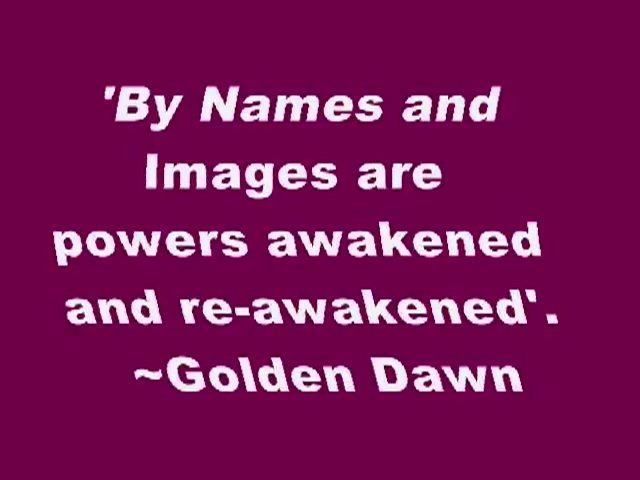 'By Names and
Images are
powers awakened
and re-awakened'.
~Golden Dawn